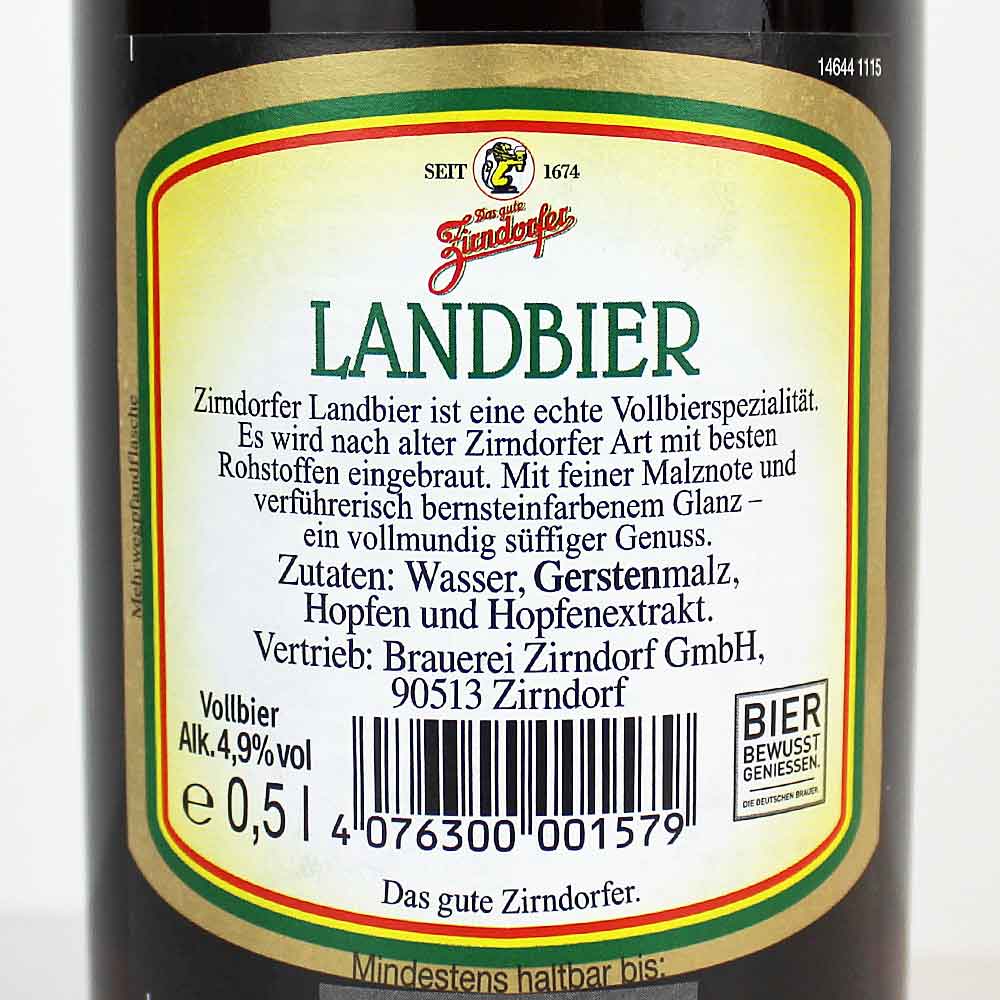 14644 1115
SEIT 1674
Das gute
Zirndorfer
LANDBIER
Zirndorfer Landbier ist eine echte Vollbierspezialität.
Es wird nach alter Zirndorfer Art mit besten
Rohstoffen eingebraut. Mit feiner Malznote und
verführerisch bernsteinfarbenem Glanz –
ein vollmundig süffiger Genuss.
Zutaten: Wasser, Gerstenmalz,
Hopfen und Hopfenextrakt.
Vertrieb: Brauerei Zirndorf GmbH,
90513 Zirndorf
Mehrwegpfandflasche
Vollbier
Alk. 4,9% vol
℮ 0,5 l
4 076300 001579
BIER
BEWUSST
GENIESSEN.
DIE DEUTSCHEN BRAUER.
Das gute Zirndorfer.
Mindestens haltbar bis: